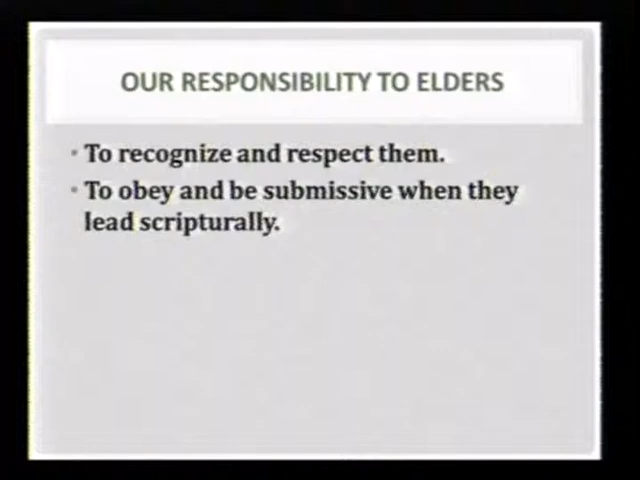 OUR RESPONSIBILITY TO ELDERS
• To recognize and respect them.
• To obey and be submissive when they
lead scripturally.